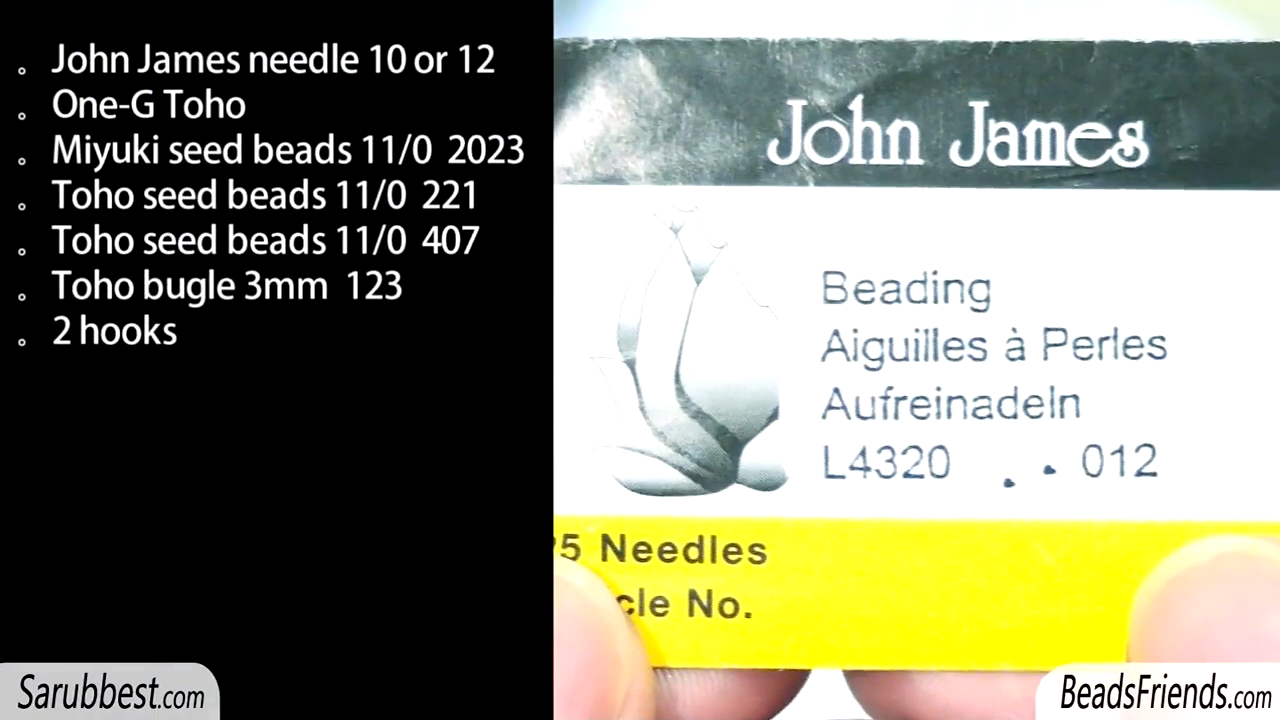 John James needle 10 or 12
One-G Toho
Miyuki seed beads 11/0 2023
Toho seed beads 11/0 221
Toho seed beads 11/0 407
Toho bugle 3mm 123
2 hooks
John James
Beading
Aiguilles à Perles
Aufreinadeln
L4320 012
Needles
No.
Sarubbest.com
BeadsFriends.com